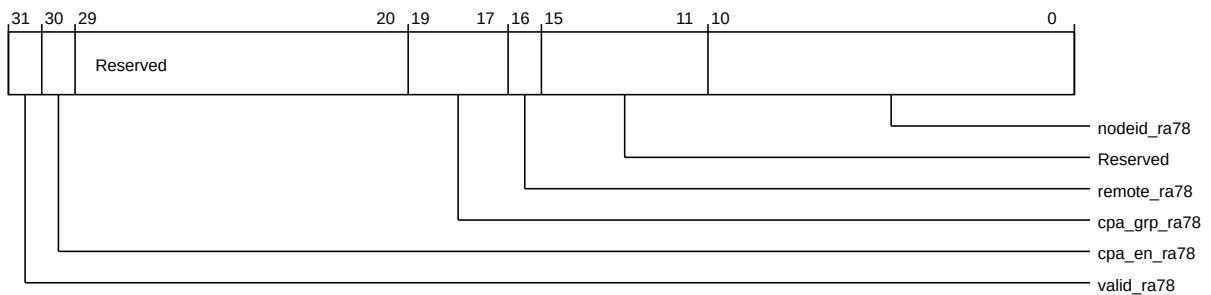 31 30 29 20 19 17 16 15 11 10 0
Reserved
nodeid_ra78
Reserved
remote_ra78
cpa_grp_ra78
cpa_en_ra78
valid_ra78